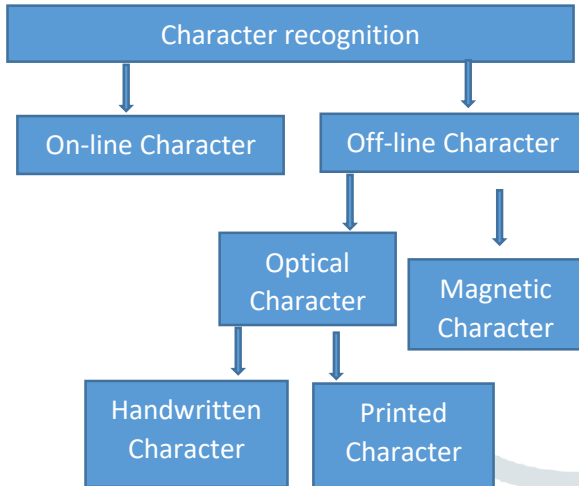 Character recognition
On-line Character
Off-line Character
Optical
Character
Magnetic
Character
Handwritten
Character
Printed
Character